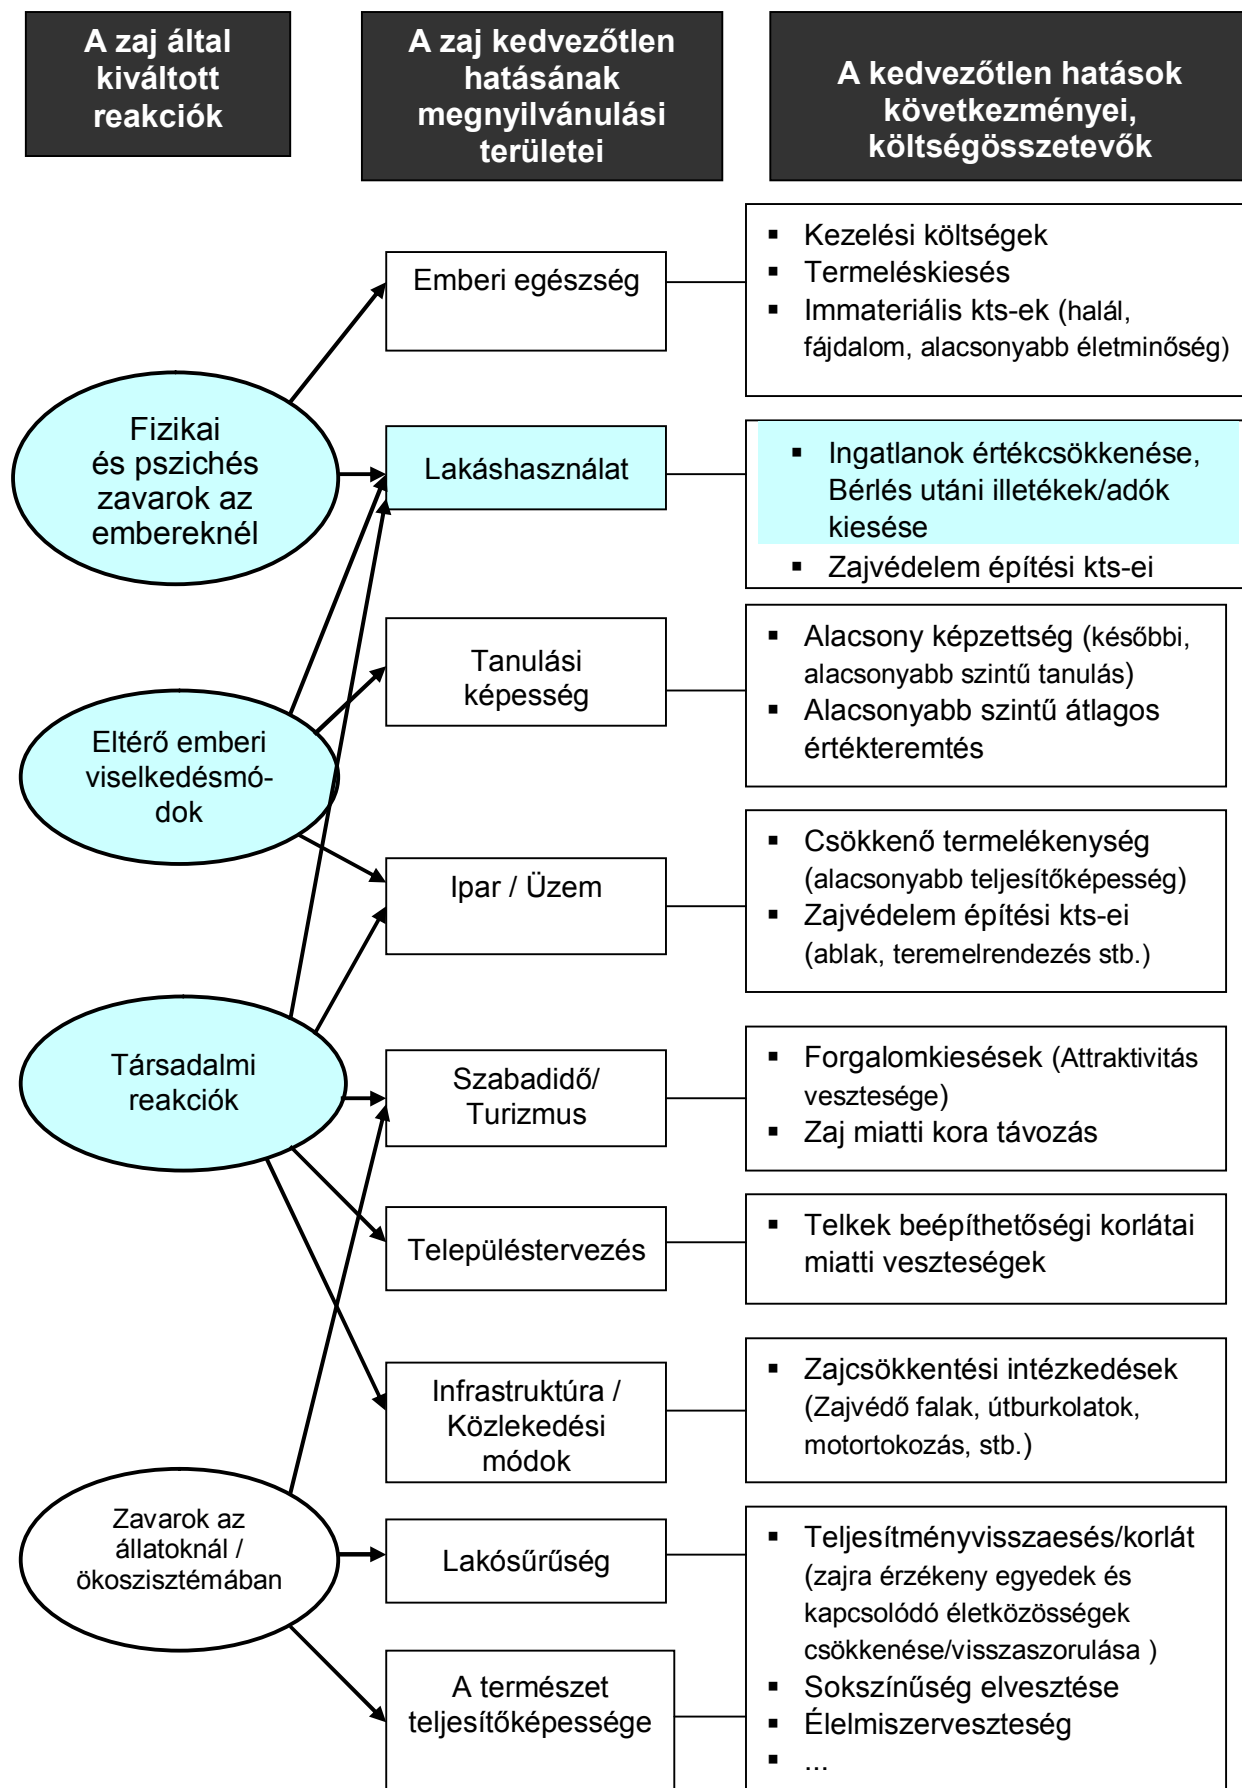 A zaj által
kiváltott
reakciók
A zaj kedvezőtlen
hatásának
megnyilvánulási
területei
A kedvezőtlen hatások
következményei,
költségösszetevők
Fizikai
és pszichés
zavarok az
embereknél
Eltérő emberi
viselkedésmó-
dok
Társadalmi
reakciók
Zavarok az
állatoknál /
ökoszisztémában
Emberi egészség
Lakáshasználat
Tanulási
képesség
Ipar / Üzem
Szabadidő/
Turizmus
Településtervezés
Infrastruktúra /
Közlekedési
módok
Lakósűrűség
A természet
teljesítőképessége
▪ Kezelési költségek
▪ Termeléskiesés
▪ Immateriális kts-ek (halál,
fájdalom, alacsonyabb életminőség)
▪ Ingatlanok értékcsökkenése,
Bérlés utáni illetékek/adók
kiesése
▪ Zajvédelem építési kts-ei
▪ Alacsony képzettség (későbbi,
alacsonyabb szintű tanulás)
▪ Alacsonyabb szintű átlagos
értékteremtés
▪ Csökkenő termelékenység
(alacsonyabb teljesítőképesség)
▪ Zajvédelem építési kts-ei
(ablak, teremelrendezés stb.)
▪ Forgalomkiesések (Attraktivitás
vesztesége)
▪ Zaj miatti kora távozás
▪ Telkek beépíthetőségi korlátai
miatti veszteségek
▪ Zajcsökkentési intézkedések
(Zajvédő falak, útburkolatok,
motortokozás, stb.)
▪ Teljesítményvisszaesés/korlát
(zajra érzékeny egyedek és
kapcsolódó életközösségek
csökkenése/visszaszorulása )
▪ Sokszínűség elvesztése
▪ Élelmiszerveszteség
▪ ...